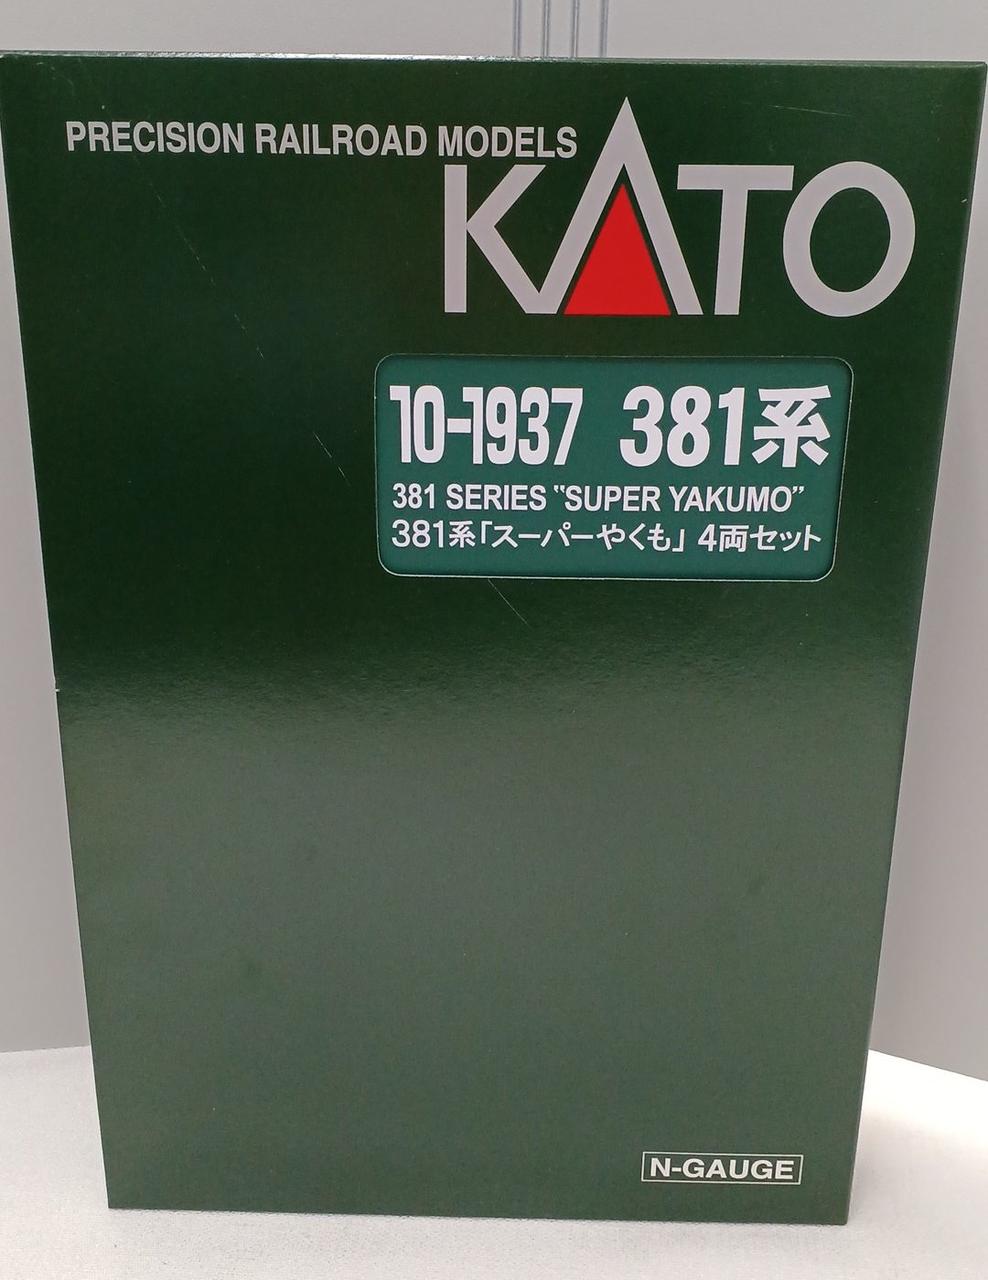 PRECISION RAILROAD MODELS
KATO
10-1937 381系
381 SERIES “SUPER YAKUMO”
381系「スーパーやくも」 4両セット
N-GAUGE